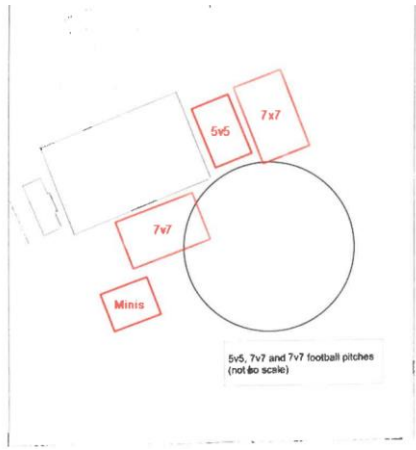 7x7
5v5
7v7
Minis
5v5, 7v7 and 7v7 football pitches
(not to scale)